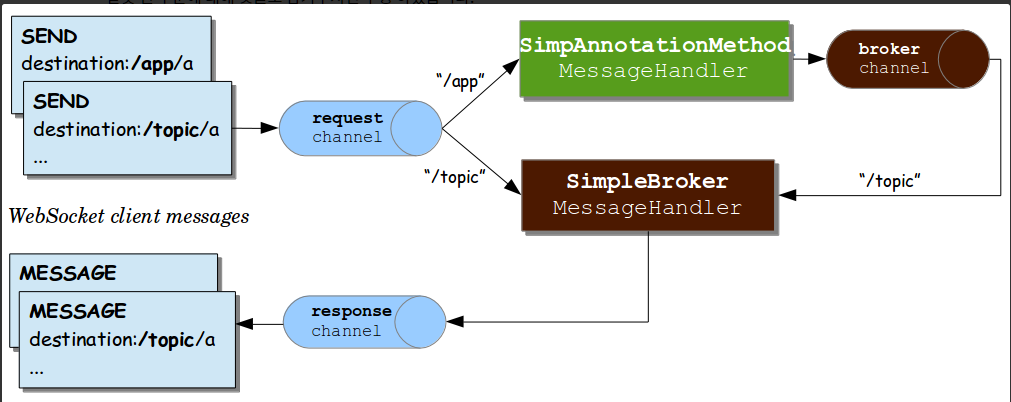 SEND
destination:/app/a
SEND
destination:/topic/a
...
WebSocket client messages
request
channel
"/app"
"/topic"
SimpAnnotationMethod
MessageHandler
broker
channel
SimpleBroker
MessageHandler
"/topic"
MESSAGE
MESSAGE
destination:/topic/a
...
response
channel